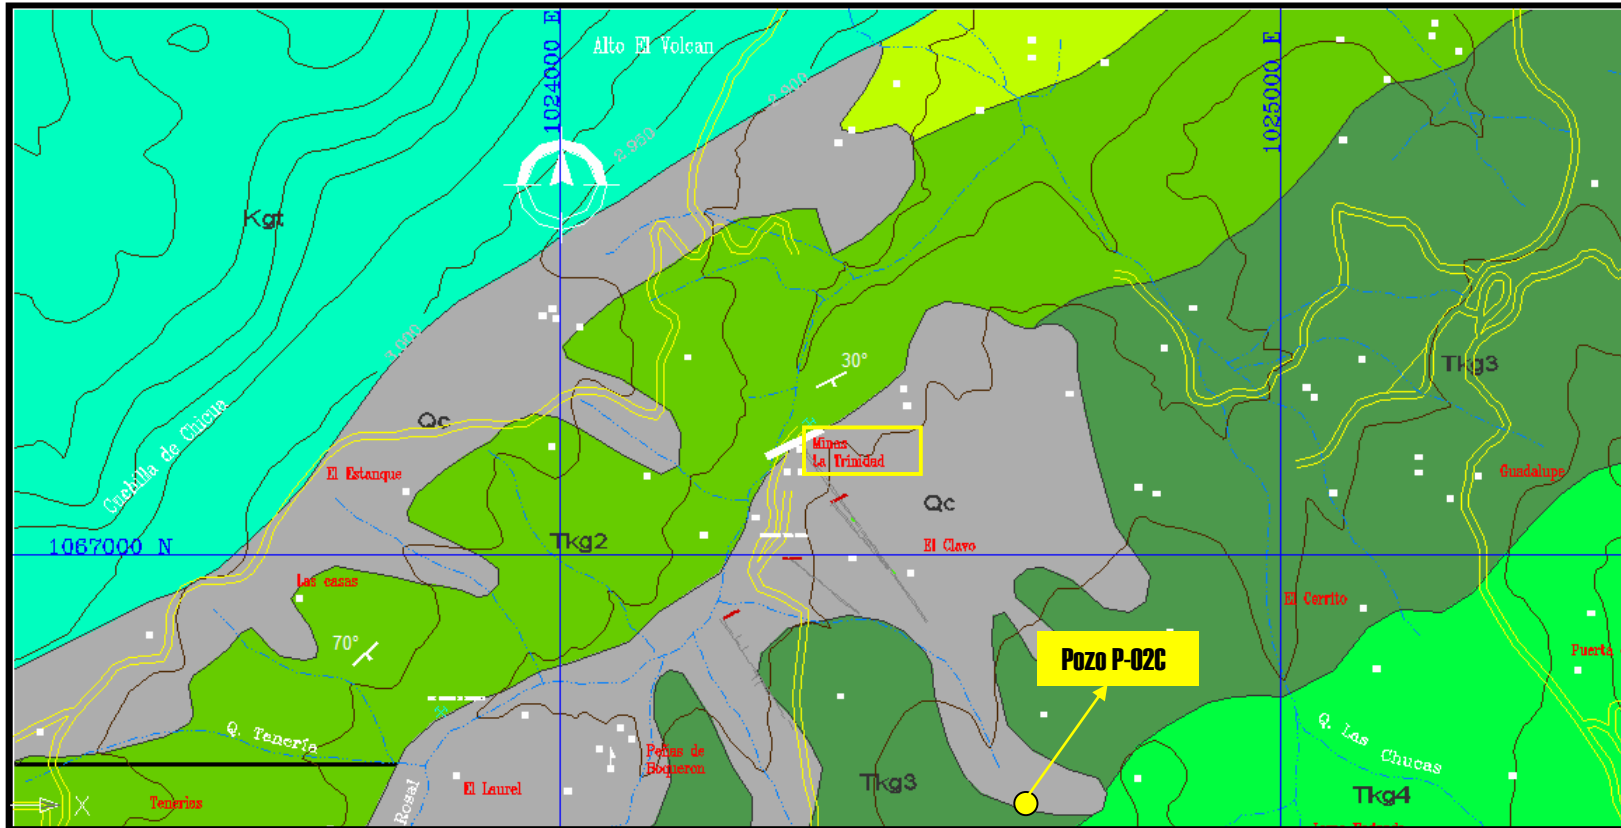 1024000 E
Alto El Volcan
1025000 E
2.900
2.950
Kgt
3.000
30°
Tkg3
Cuchilla de Chicua
Qc
El Estanque
Minas
La Trinidad
Guadalupe
Qc
1067000 N
Tkg2
El Clavo
Las casas
El Cerrito
70°
Pozo P-02C
Puerta
Q. Tenería
Q. Las Chucas
Peñas de
Boqueron
Tkg3
El Laurel
Rosal
Tkg4
Tenerias
X